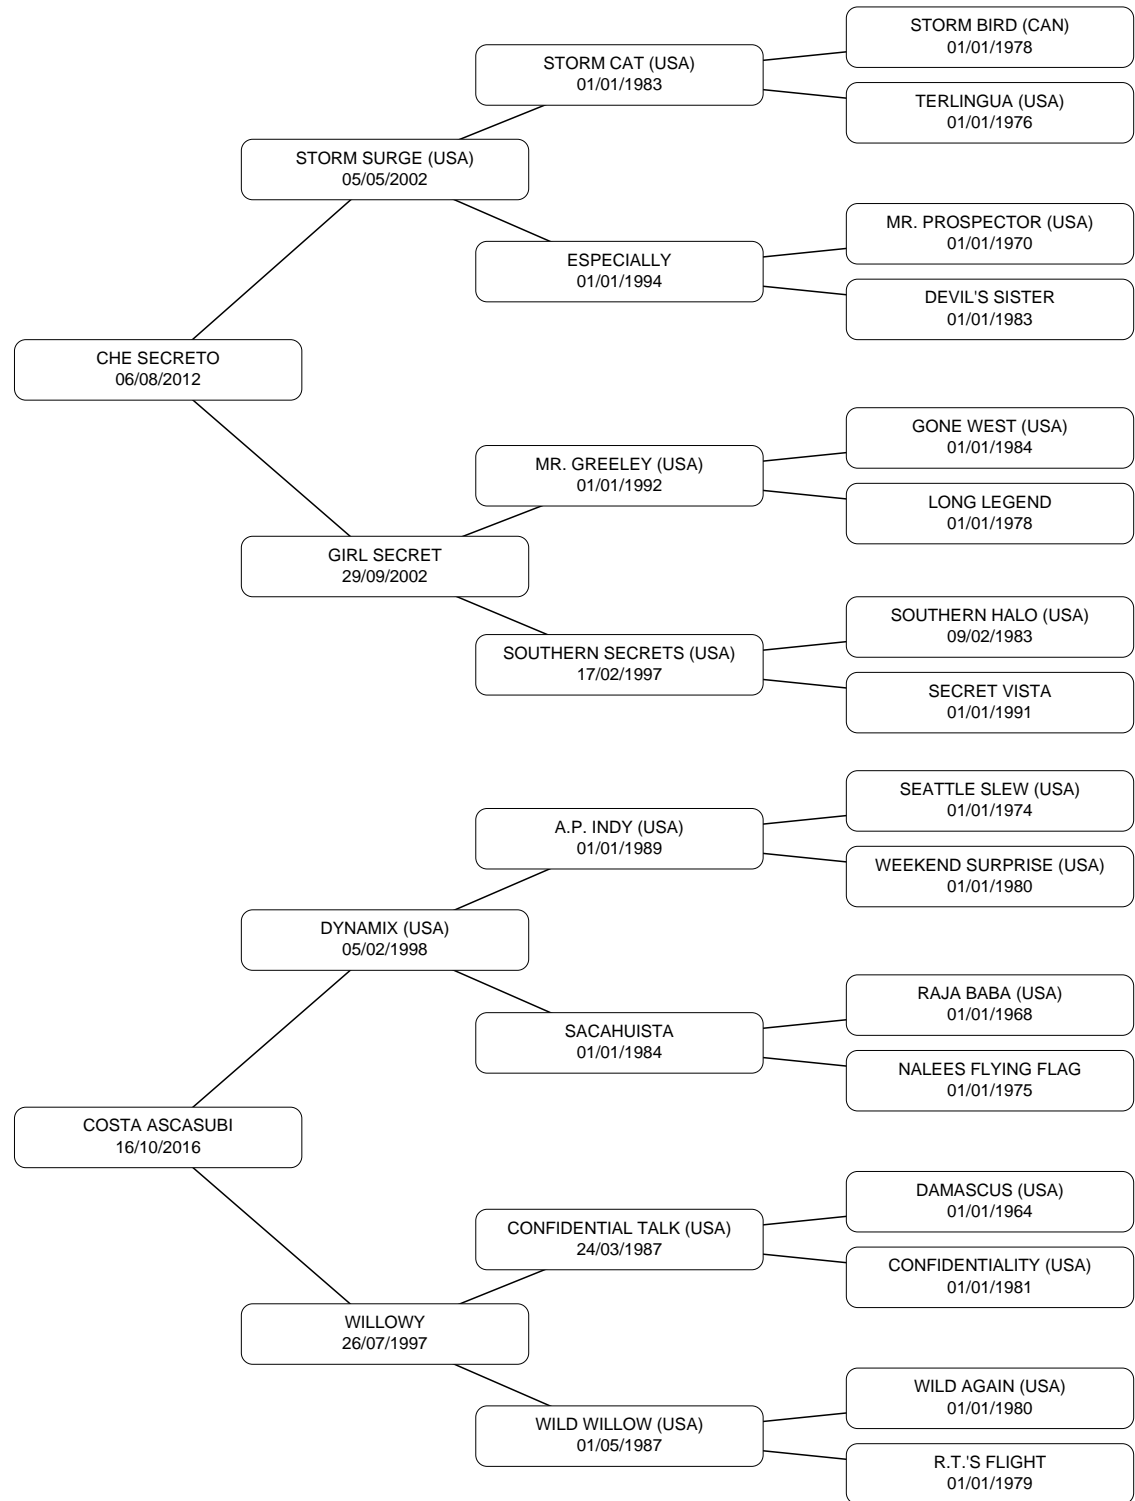 STORM BIRD (CAN)
01/01/1978
STORM CAT (USA)
01/01/1983
TERLINGUA (USA)
01/01/1976
STORM SURGE (USA)
05/05/2002
MR. PROSPECTOR (USA)
01/01/1970
ESPECIALLY
01/01/1994
DEVIL'S SISTER
01/01/1983
CHE SECRETO
06/08/2012
GONE WEST (USA)
01/01/1984
MR. GREELEY (USA)
01/01/1992
LONG LEGEND
01/01/1978
GIRL SECRET
29/09/2002
SOUTHERN HALO (USA)
09/02/1983
SOUTHERN SECRETS (USA)
17/02/1997
SECRET VISTA
01/01/1991
SEATTLE SLEW (USA)
01/01/1974
A.P. INDY (USA)
01/01/1989
WEEKEND SURPRISE (USA)
01/01/1980
DYNAMIX (USA)
05/02/1998
RAJA BABA (USA)
01/01/1968
SACAHUISTA
01/01/1984
NALEES FLYING FLAG
01/01/1975
COSTA ASCASUBI
16/10/2016
DAMASCUS (USA)
01/01/1964
CONFIDENTIAL TALK (USA)
24/03/1987
CONFIDENTIALITY (USA)
01/01/1981
WILLOWY
26/07/1997
WILD AGAIN (USA)
01/01/1980
WILD WILLOW (USA)
01/05/1987
R.T.'S FLIGHT
01/01/1979